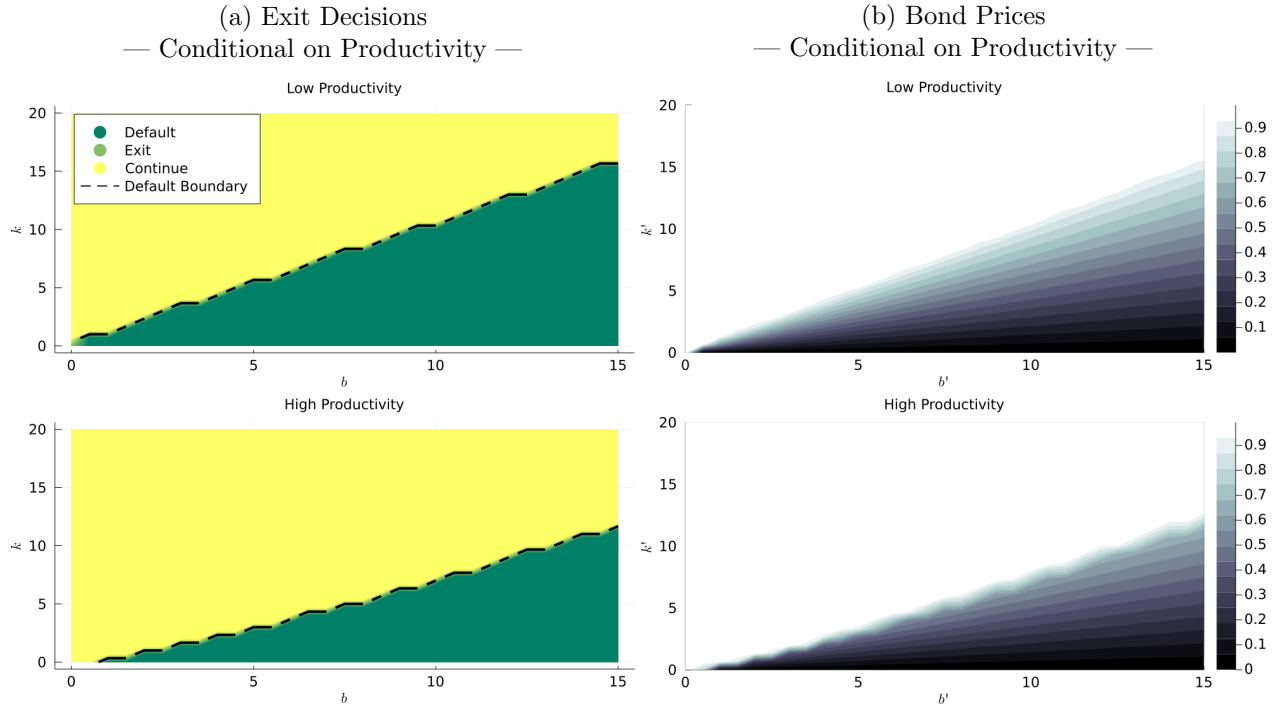 (a) Exit Decisions
— Conditional on Productivity —
Low Productivity
20
15
10
5
0
k
Default
Exit
Continue
Default Boundary
0
5
10
15
b
High Productivity
20
15
10
5
0
k
0
5
10
15
b
(b) Bond Prices
— Conditional on Productivity —
Low Productivity
20
15
10
5
0
k'
0
5
10
15
b'
0.9
0.8
0.7
0.6
0.5
0.4
0.3
0.2
0.1
High Productivity
20
15
10
5
0
k'
0
5
10
15
b'
0.9
0.8
0.7
0.6
0.5
0.4
0.3
0.2
0.1
0